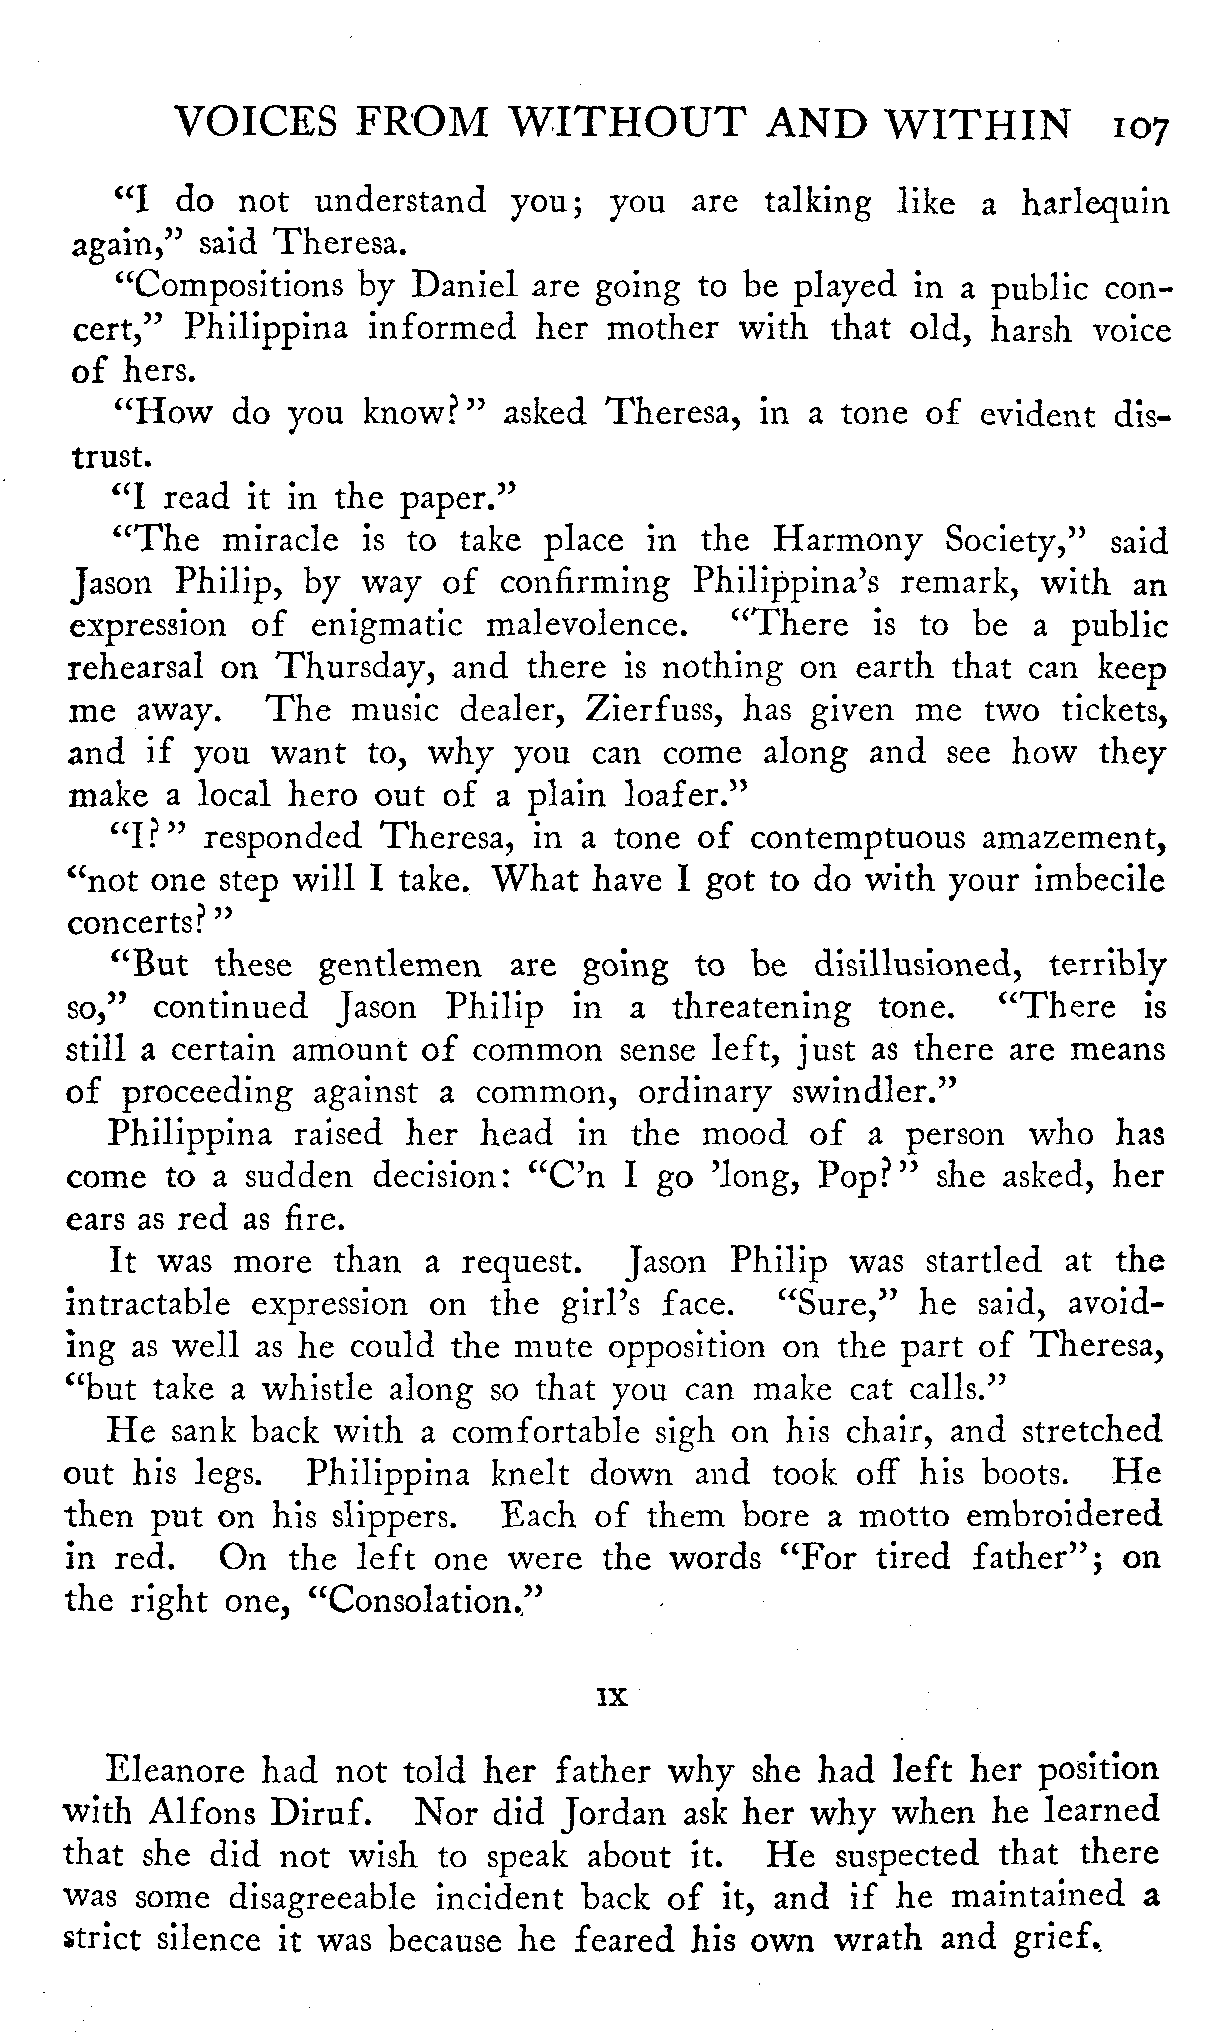 VOICES FROM WITHOUT AND WITHIN 107
“I do not understand you; you are talking like a harlequin
again,” said Theresa.
“Compositions by Daniel are going to be played in a public con-
cert,” Philippina informed her mother with that old, harsh voice
of hers.
“How do you know?” asked Theresa, in a tone of evident dis-
trust.
“I read it in the paper.”
“The miracle is to take place in the Harmony Society,” said
Jason Philip, by way of confirming Philippina’s remark, with an
expression of enigmatic malevolence. “There is to be a public
rehearsal on Thursday, and there is nothing on earth that can keep
me away. The music dealer, Zierfuss, has given me two tickets,
and if you want to, why you can come along and see how they
make a local hero out of a plain loafer.”
“I?” responded Theresa, in a tone of contemptuous amazement,
“not one step will I take. What have I got to do with your imbecile
concerts?”
“But these gentlemen are going to be disillusioned, terribly
so,” continued Jason Philip in a threatening tone. “There is
still a certain amount of common sense left, just as there are means
of proceeding against a common, ordinary swindler.”
Philippina raised her head in the mood of a person who has
come to a sudden decision: “C’n I go ’long, Pop?” she asked, her
ears as red as fire.
It was more than a request. Jason Philip was startled at the
intractable expression on the girl’s face. “Sure,” he said, avoid-
ing as well as he could the mute opposition on the part of Theresa,
“but take a whistle along so that you can make cat calls.”
He sank back with a comfortable sigh on his chair, and stretched
out his legs. Philippina knelt down and took off his boots. He
then put on his slippers. Each of them bore a motto embroidered
in red. On the left one were the words “For tired father”; on
the right one, “Consolation.”
IX
Eleanore had not told her father why she had left her position
with Alfons Diruf. Nor did Jordan ask her why when he learned
that she did not wish to speak about it. He suspected that there
was some disagreeable incident back of it, and if he maintained a
strict silence it was because he feared his own wrath and grief.